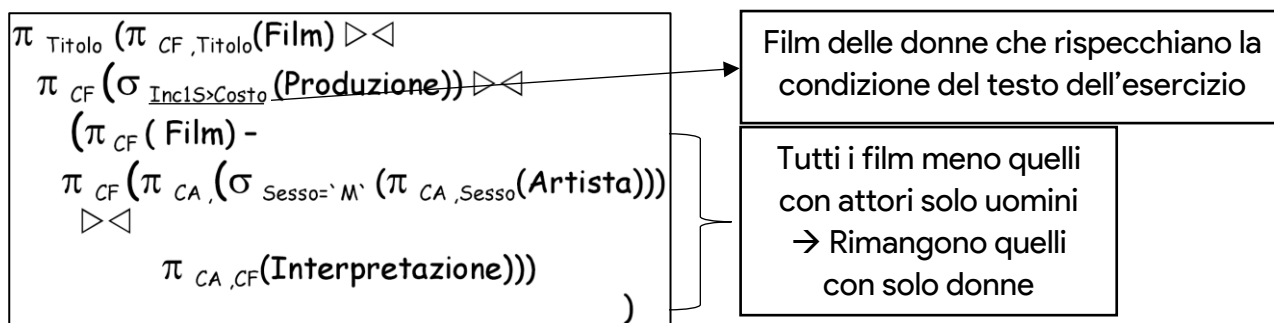 π Titolo (π CF ,Titolo(Film) ▷◁
π CF (σ Inc1S>Costo (Produzione)) ▷◁
(π CF ( Film) -
π CF (π CA ,(σ Sesso=`M` (π CA ,Sesso(Artista)))
▷◁
π CA ,CF(Interpretazione)))
)
Film delle donne che rispecchiano la
condizione del testo dell'esercizio
Tutti i film meno quelli
con attori solo uomini
→ Rimangono quelli
con solo donne